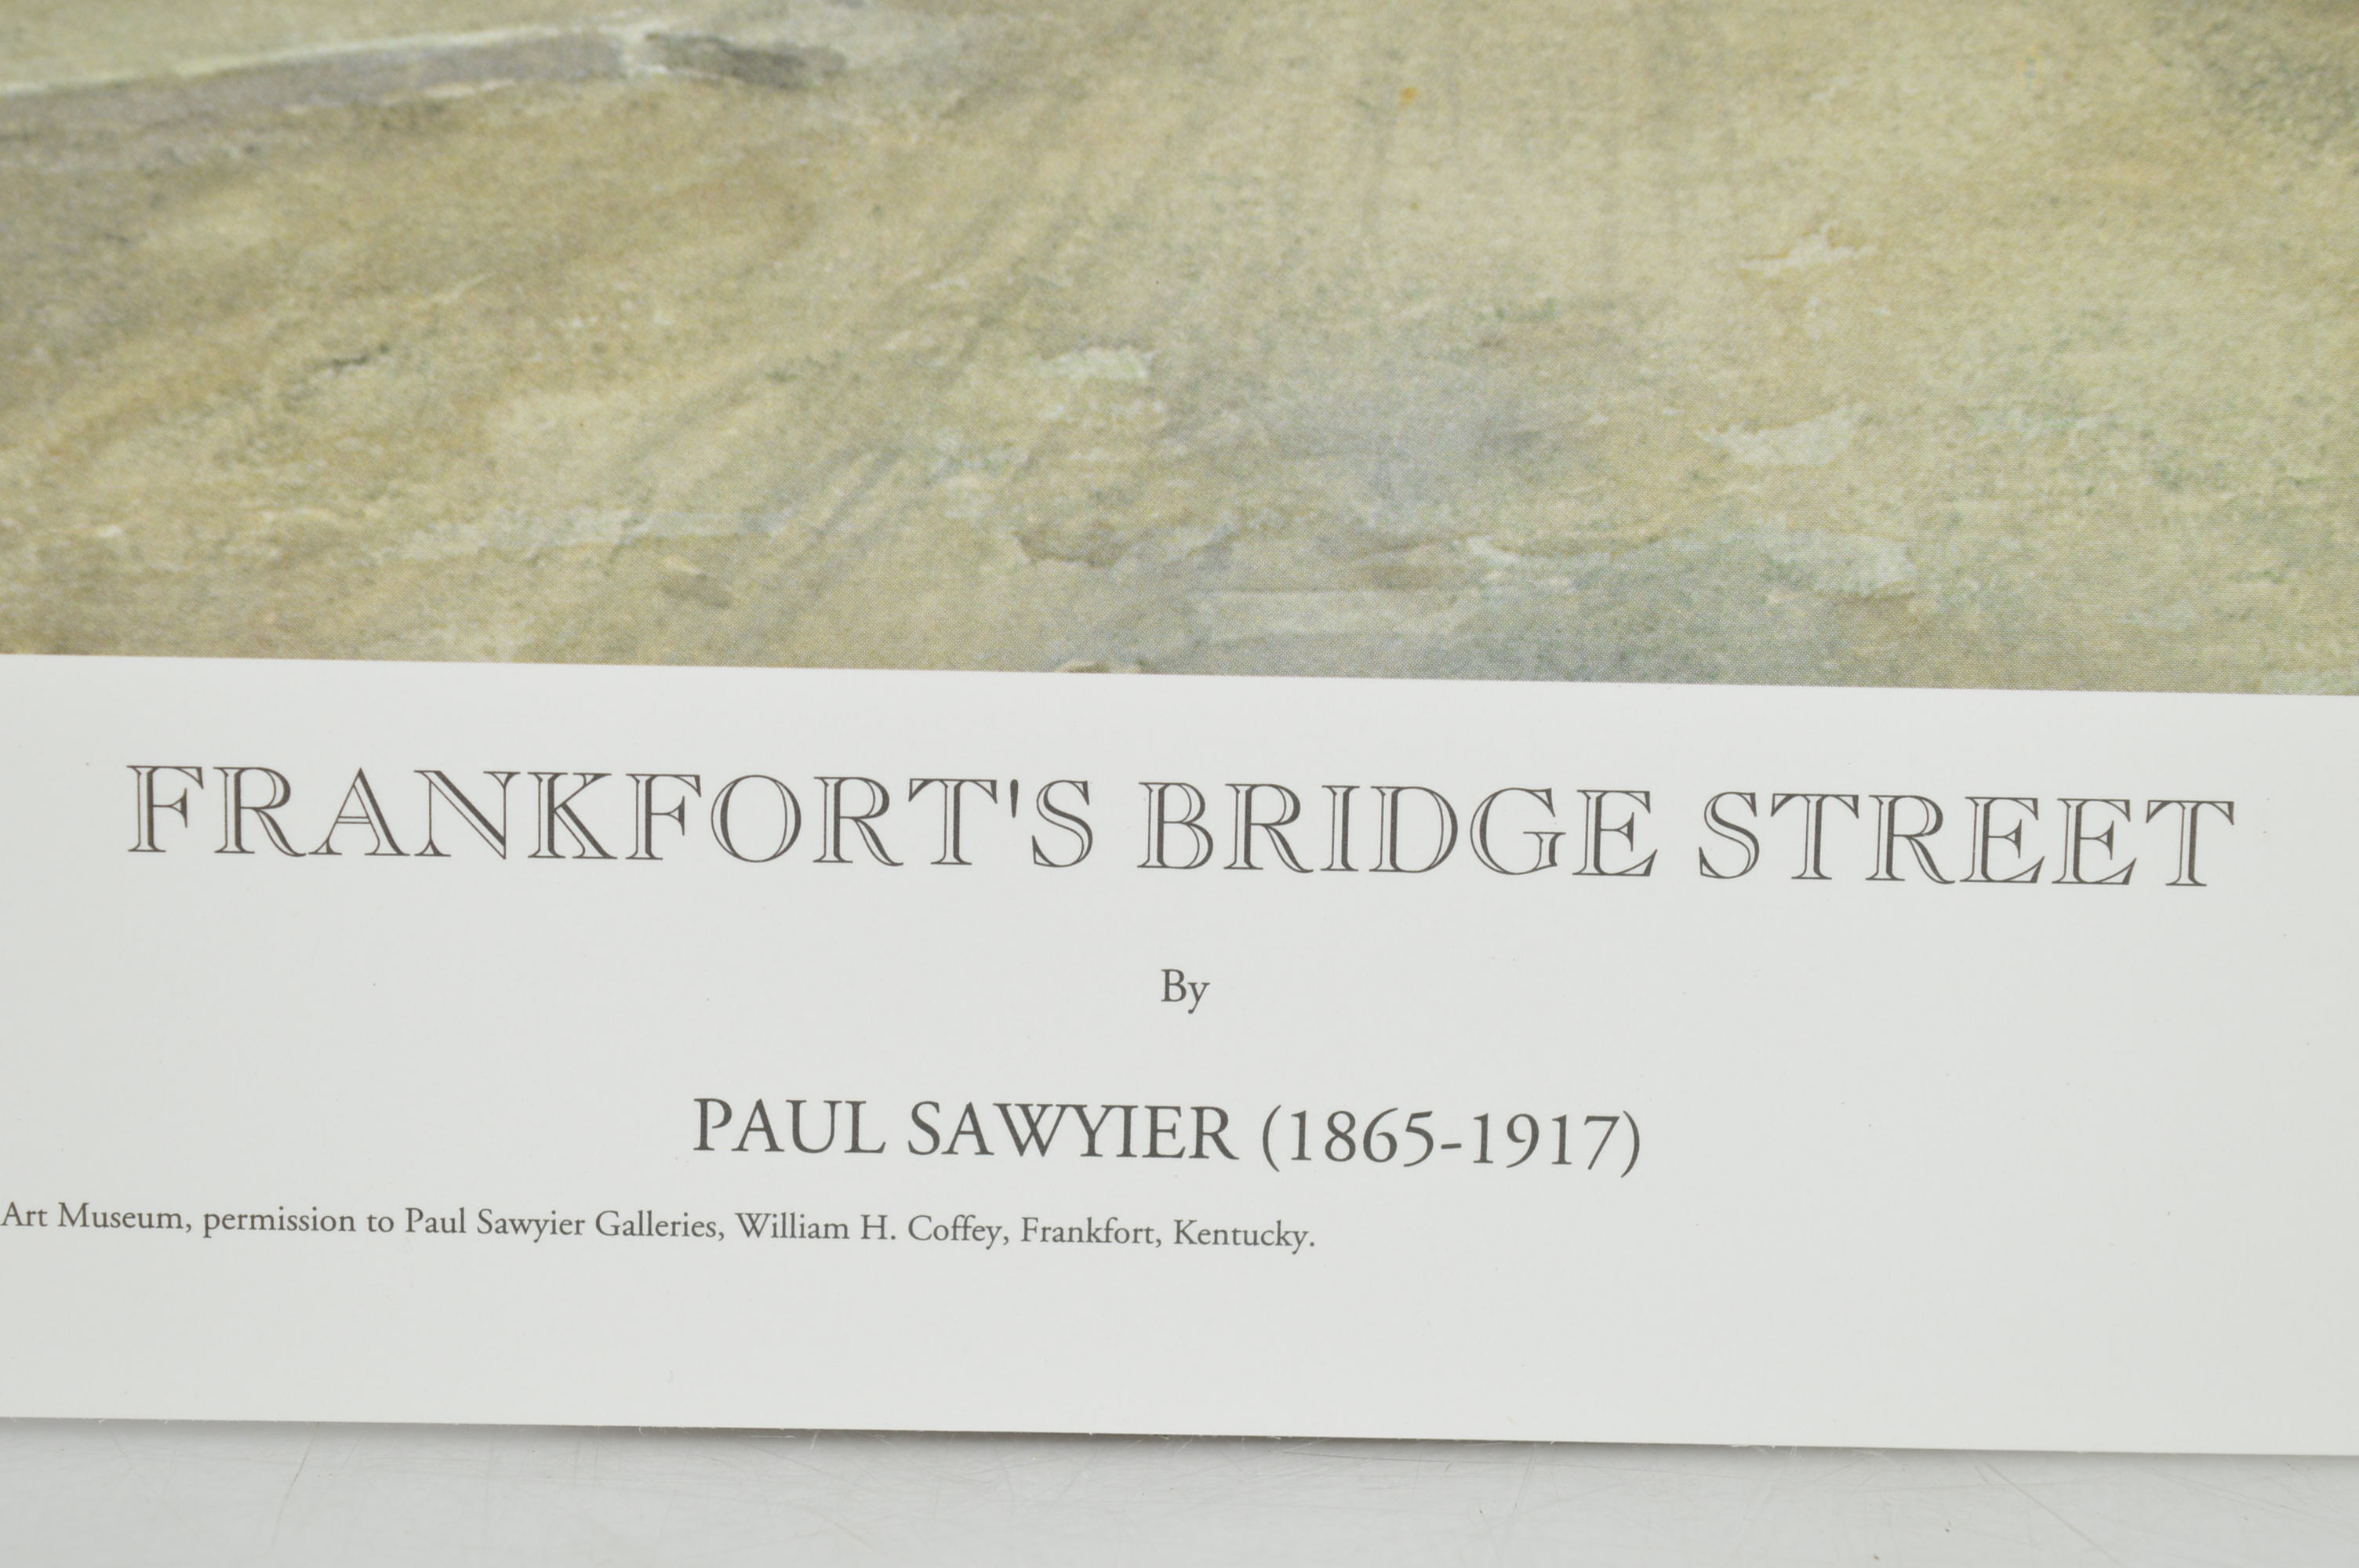 FRANKFORT'S BRIDGE STREET
By
PAUL SAWYIER (1865-1917)
Art Museum, permission to Paul Sawyier Galleries, William H. Coffey, Frankfort, Kentucky.